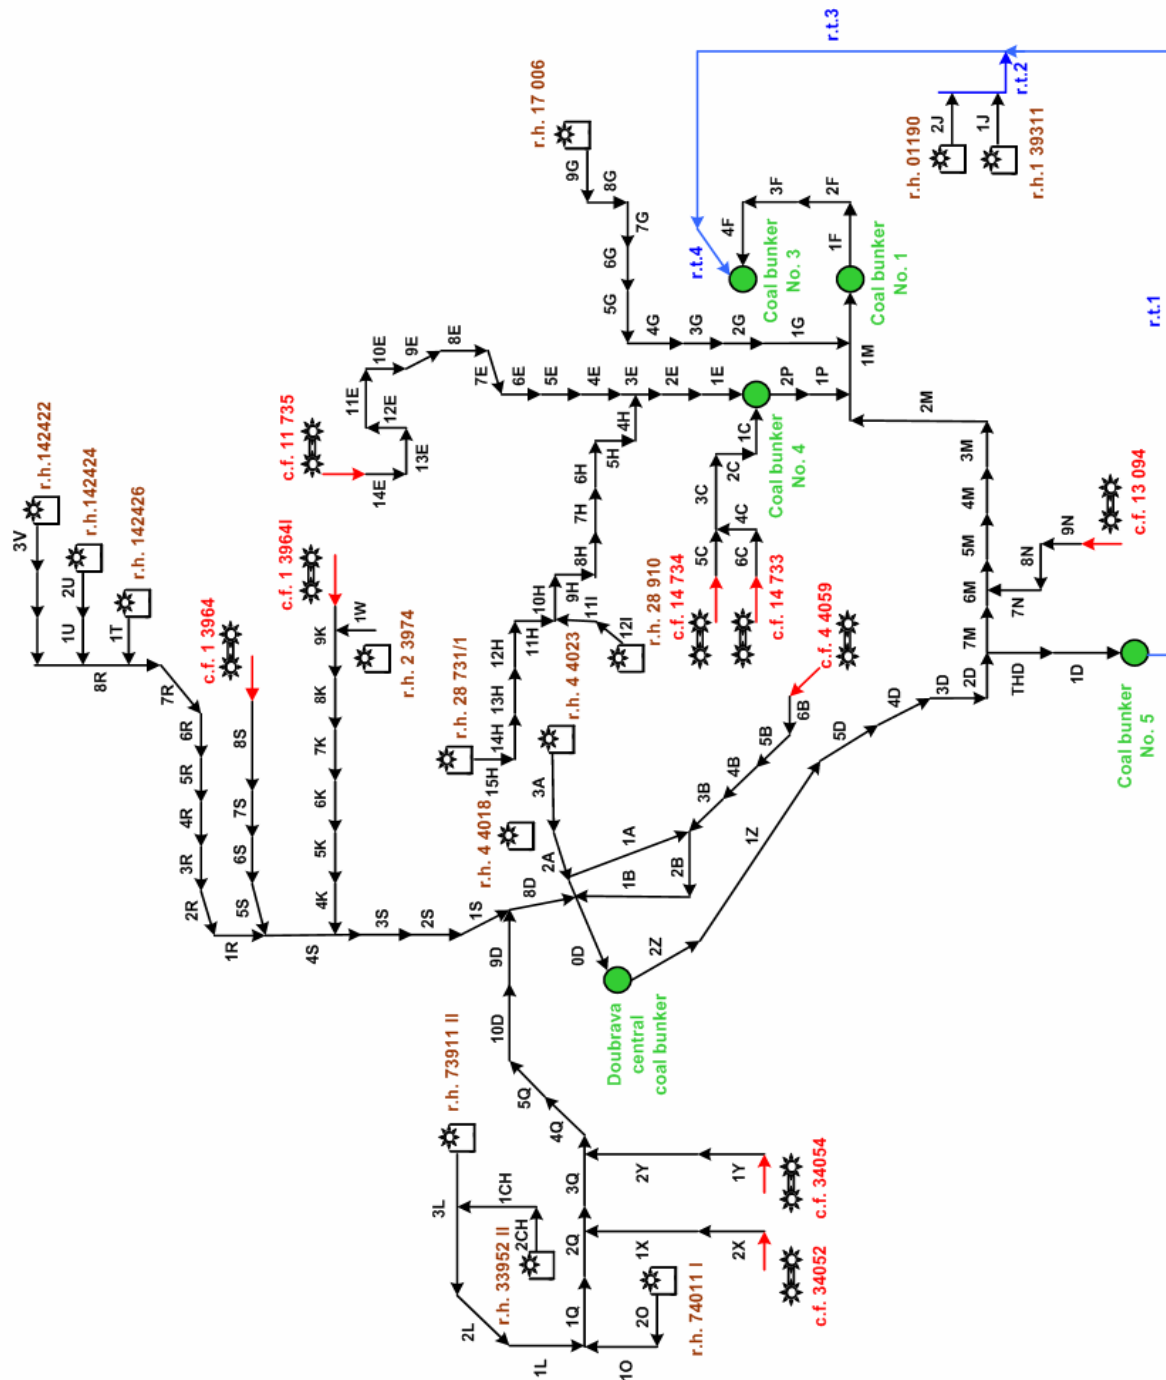 3V
r.h.142422
2U
r.h.142424
1U
1T
r.h.142426
8R
7R
6R
5R
4R
3R
2R
1R
c.f. 1 3964
8S
7S
6S
5S
4S
c.f. 1 3964I
1W
r.h. 2 3974
9K
8K
7K
6K
5K
4K
3S
2S
1S
c.f. 11 735
14E
13E
12E
11E
10E
9E
8E
7E
6E
5E
4E
3E
2E
1E
r.h. 17 006
9G
8G
7G
6G
5G
4G
3G
2G
1G
r.t.3
r.t.4
r.t.2
r.t.1
4F
3F
2F
1F
Coal bunker
No. 3
Coal bunker
No. 1
r.h. 01190
2J
1J
r.h.1 39311
r.h. 28 731/1
15H
14H
13H
12H
11H
10H
9H
8H
7H
6H
5H
4H
11I
12I
r.h. 28 910
c.f. 14 734
c.f. 14 733
6C
5C
4C
3C
2C
1C
Coal bunker
No. 4
2P
1P
1M
2M
3M
4M
5M
6M
7M
r.h. 4 4023
3A
2A
1A
r.h. 4 4018
c.f. 4 4059
6B
5B
4B
3B
2B
1B
8D
9D
10D
0D
Doubrava
central
coal bunker
2Z
1Z
5D
4D
3D
2D
THD
1D
Coal bunker
No. 5
7N
8N
9N
c.f. 13 094
r.h. 73911 II
3L
1CH
2CH
r.h. 33952 II
2L
1L
1O
2O
r.h. 74011 I
1Q
2Q
3Q
4Q
5Q
1X
2X
c.f. 34052
2Y
1Y
c.f. 34054